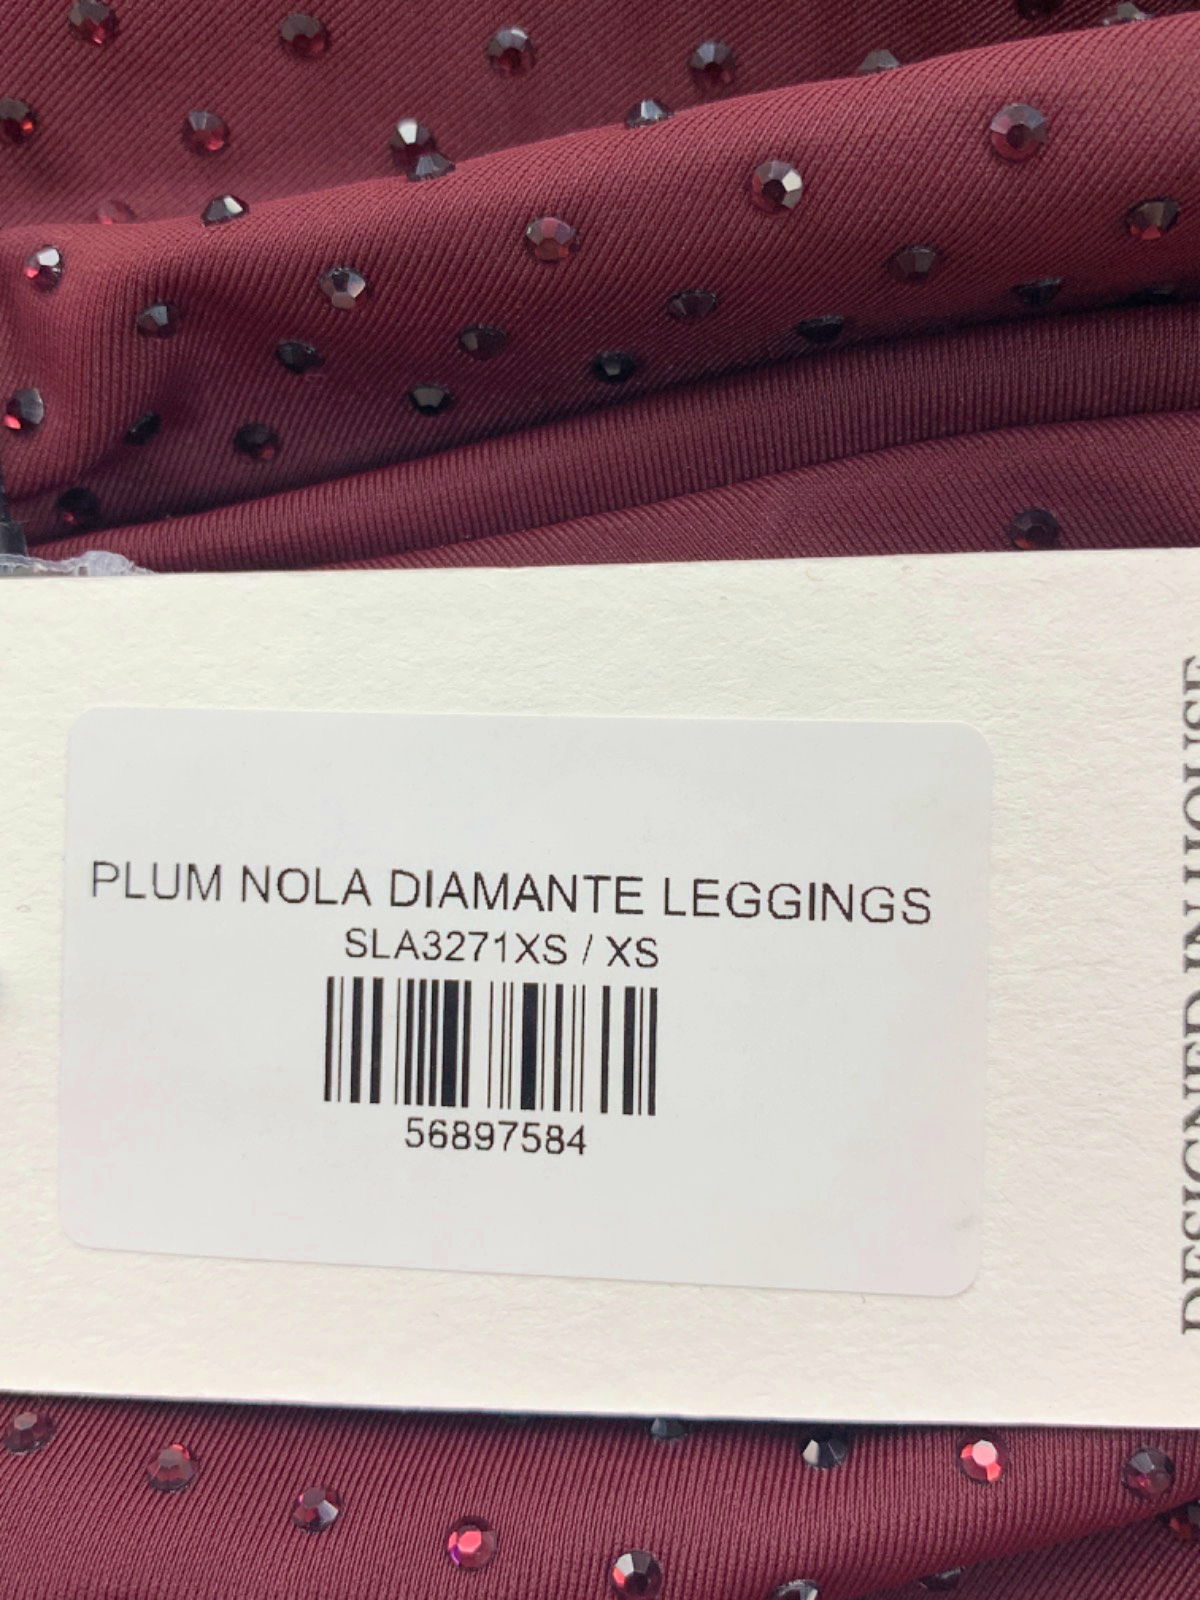 PLUM NOLA DIAMANTE LEGGINGS
SLA3271XS / XS
56897584
DESIGNED IN HOUSE